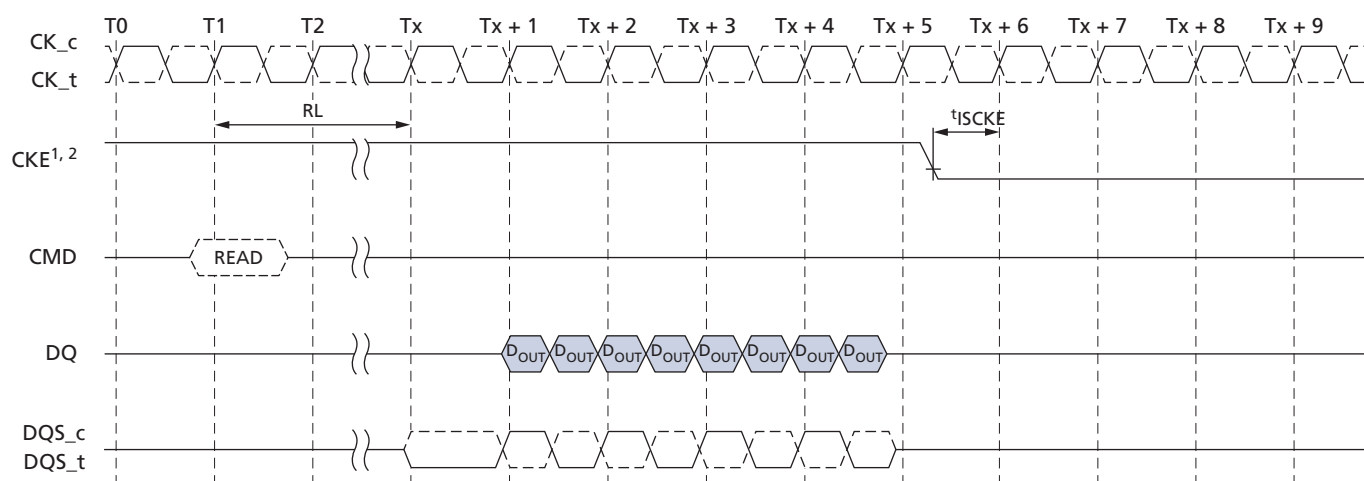 T0 T1 T2 Tx Tx + 1 Tx + 2 Tx + 3 Tx + 4 Tx + 5 Tx + 6 Tx + 7 Tx + 8 Tx + 9
CK_c
CK_t
RL
tISCKE
CKE1, 2
CMD
READ
DQ
DOUT DOUT DOUT DOUT DOUT DOUT DOUT DOUT
DQS_c
DQS_t